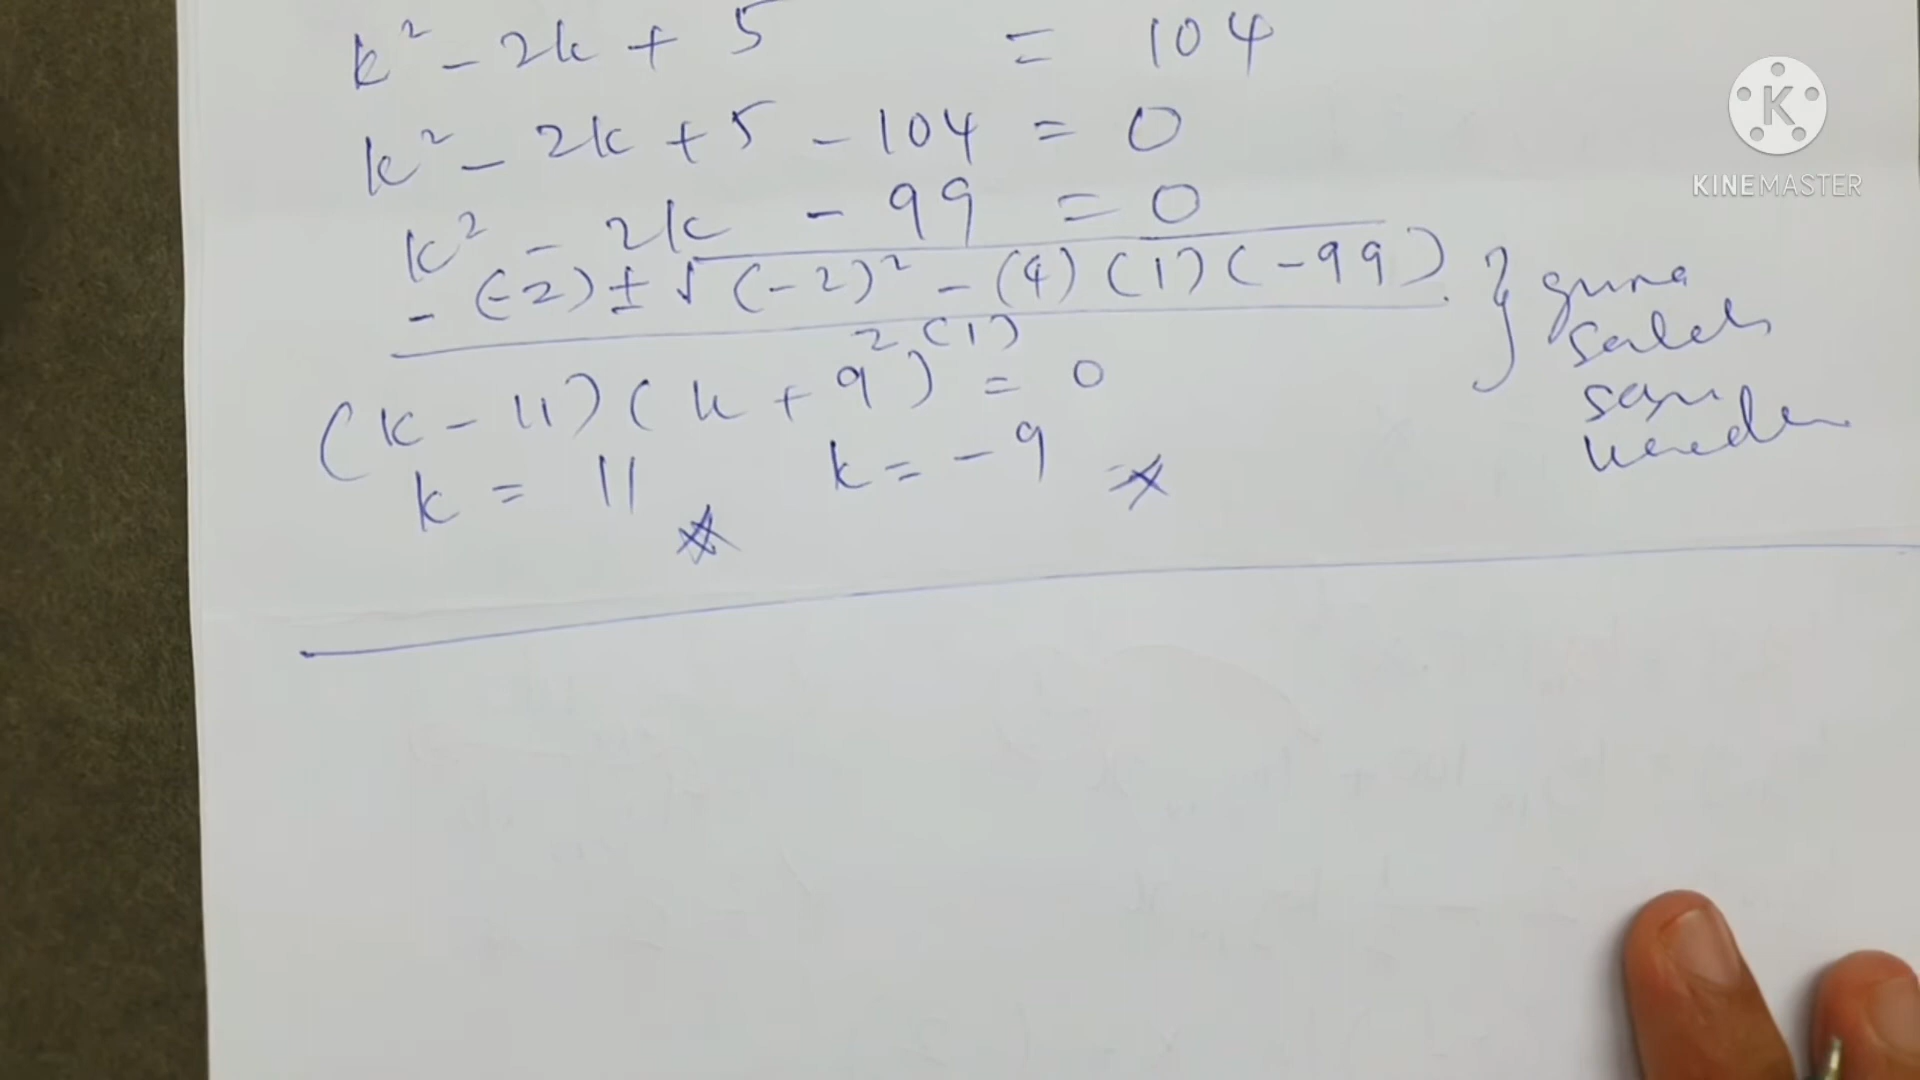 k² - 2k + 5 = 104
k² - 2k + 5 - 104 = 0
k² - 2k - 99 = 0
-(-2) ± √(-2)² - (4)(1)(-99)
2(1)
(k - 11)(k + 9) = 0
k = 11 k = -9
} guna
salah
satu
kaedah
K
KINEMASTER